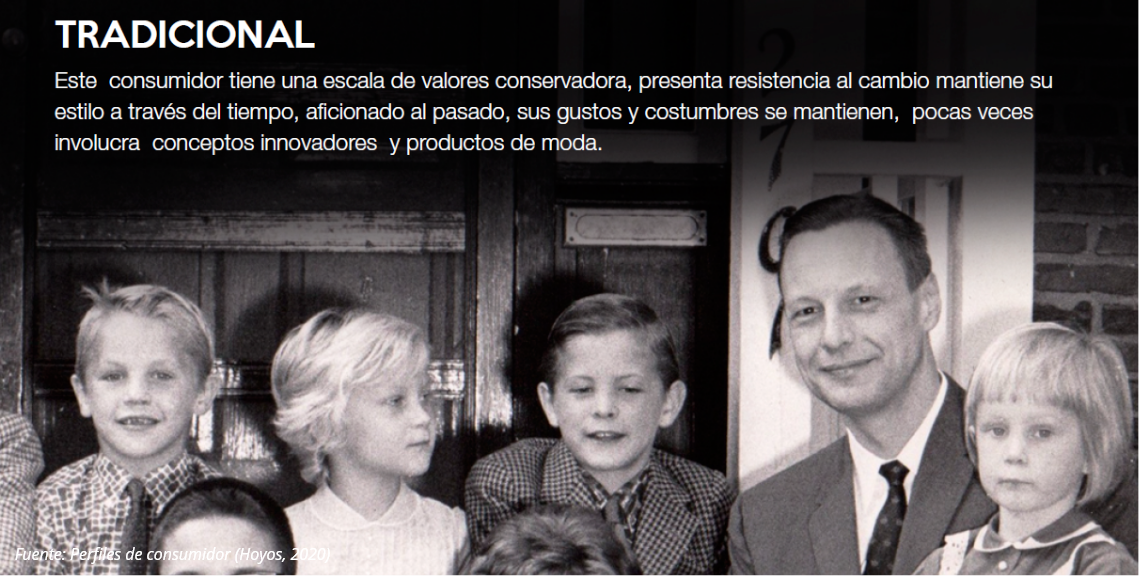 TRADICIONAL
Este consumidor tiene una escala de valores conservadora, presenta resistencia al cambio mantiene su
estilo a través del tiempo, aficionado al pasado, sus gustos y costumbres se mantienen, pocas veces
involucra conceptos innovadores y productos de moda.
Fuente: Perfiles de consumidor (Hoyos, 2020)